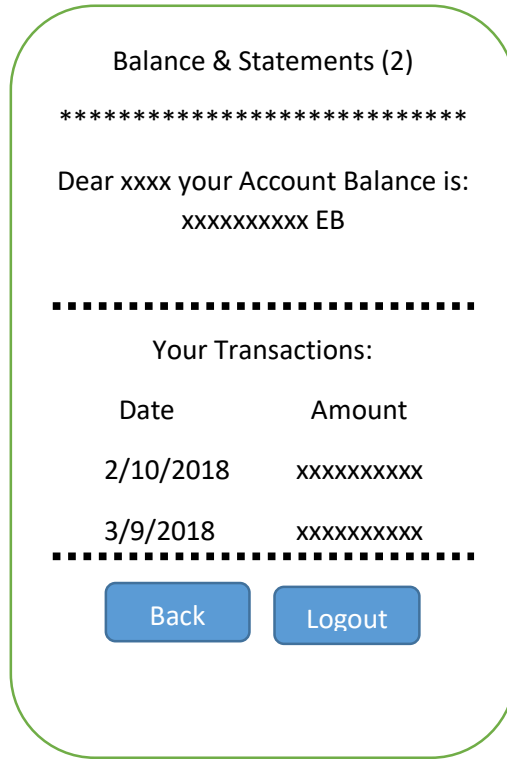 Balance & Statements (2)
****************************
Dear xxxx your Account Balance is:
xxxxxxxxxx EB
Your Transactions:
Date Amount
2/10/2018 xxxxxxxxxx
3/9/2018 xxxxxxxxxx
Back Logout